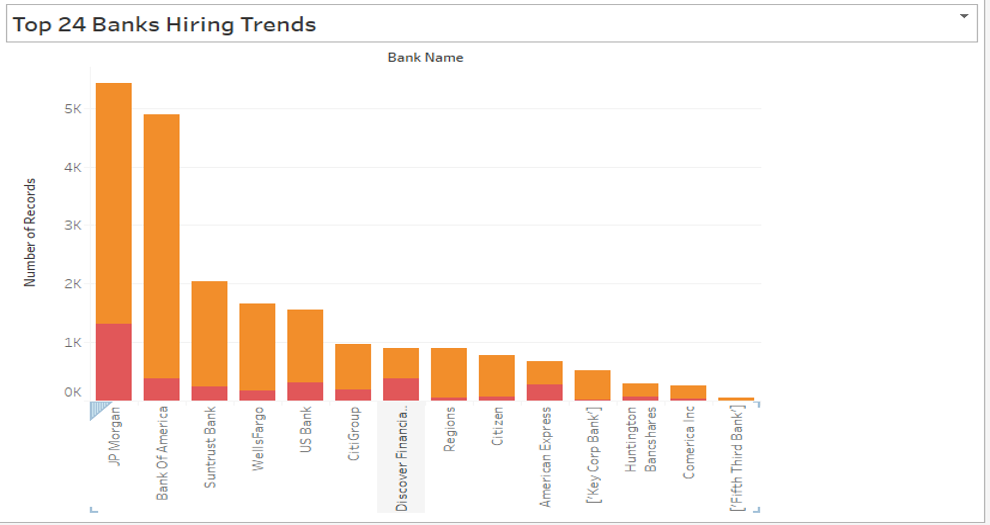 Top 24 Banks Hiring Trends
Bank Name
Number of Records
5K
4K
3K
2K
1K
0K
JP Morgan
Bank Of America
Suntrust Bank
WellsFargo
US Bank
CitiGroup
Discover Financia..
Regions
Citizen
American Express
['Key Corp Bank']
Huntington
Bancshares
Comerica Inc
['Fifth Third Bank']